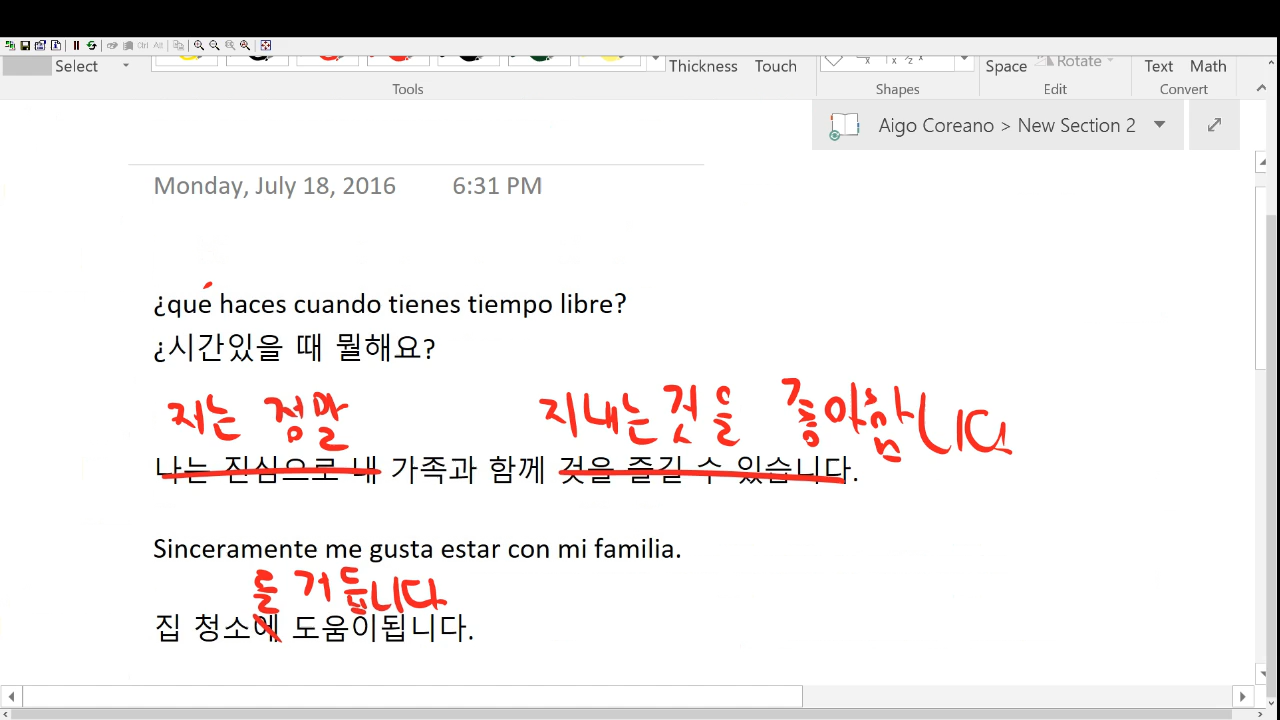 Select
Thickness
Touch
Space
Rotate
Text
Math
Tools
Shapes
Edit
Convert
Aigo Coreano > New Section 2
Monday, July 18, 2016 6:31 PM
¿qué haces cuando tienes tiempo libre?
¿시간있을 때 뭘해요?
저는 정말 지내는것을 좋아합니다
나는 진심으로 내 가족과 함께 것을 즐길 수 있습니다.
Sinceramente me gusta estar con mi familia.
를 거듭니다
집 청소에 도움이됩니다.